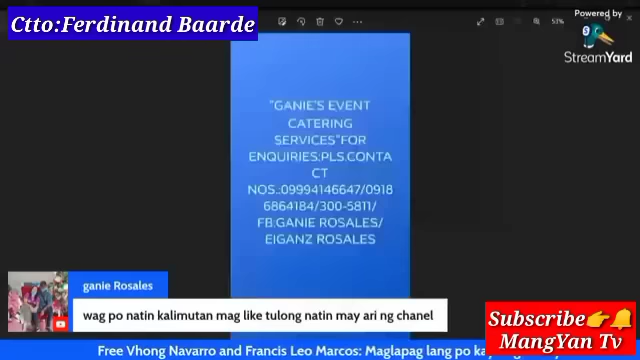 Ctto:Ferdinand Baarde
Powered by
StreamYard
53%
"GANIE'S EVENT
CATERING
SERVICES"FOR
ENQUIRIES:PLS.CONTA
CT
NOS.:09994146647/0918
6864184/300-5811/
FB:GANIE ROSALES/
EIGANZ ROSALES
ganie Rosales
wag po natin kalimutan mag like tulong natin may ari ng chanel
Subscribe👉🔔
MangYan Tv
Free Vhong Navarro and Francis Leo Marcos: Maglapag lang po